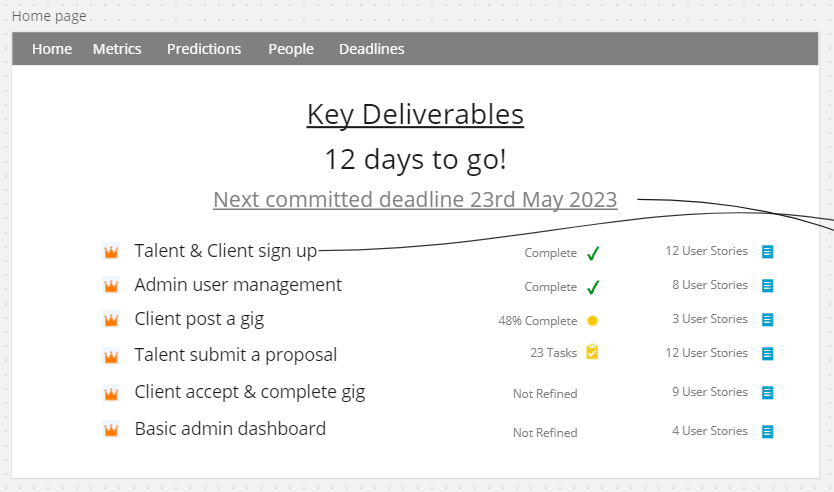 Home page
Home Metrics Predictions People Deadlines
Key Deliverables
12 days to go!
Next committed deadline 23rd May 2023
Talent & Client sign up Complete 12 User Stories
Admin user management Complete 8 User Stories
Client post a gig 48% Complete 3 User Stories
Talent submit a proposal 23 Tasks 12 User Stories
Client accept & complete gig Not Refined 9 User Stories
Basic admin dashboard Not Refined 4 User Stories